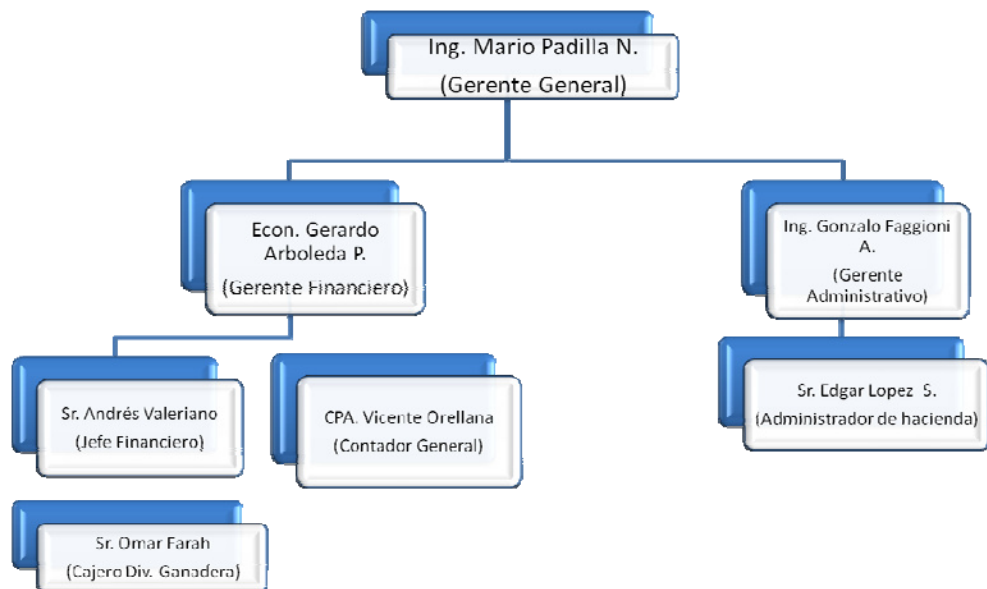 Ing. Mario Padilla N.
(Gerente General)
Econ. Gerardo
Arboleda P.
(Gerente Financiero)
Ing. Gonzalo Faggioni
A.
(Gerente
Administrativo)
Sr. Andrés Valeriano
(Jefe Financiero)
CPA. Vicente Orellana
(Contador General)
Sr. Edgar Lopez S.
(Administrador de hacienda)
Sr. Omar Farah
(Cajero Div. Ganadera)